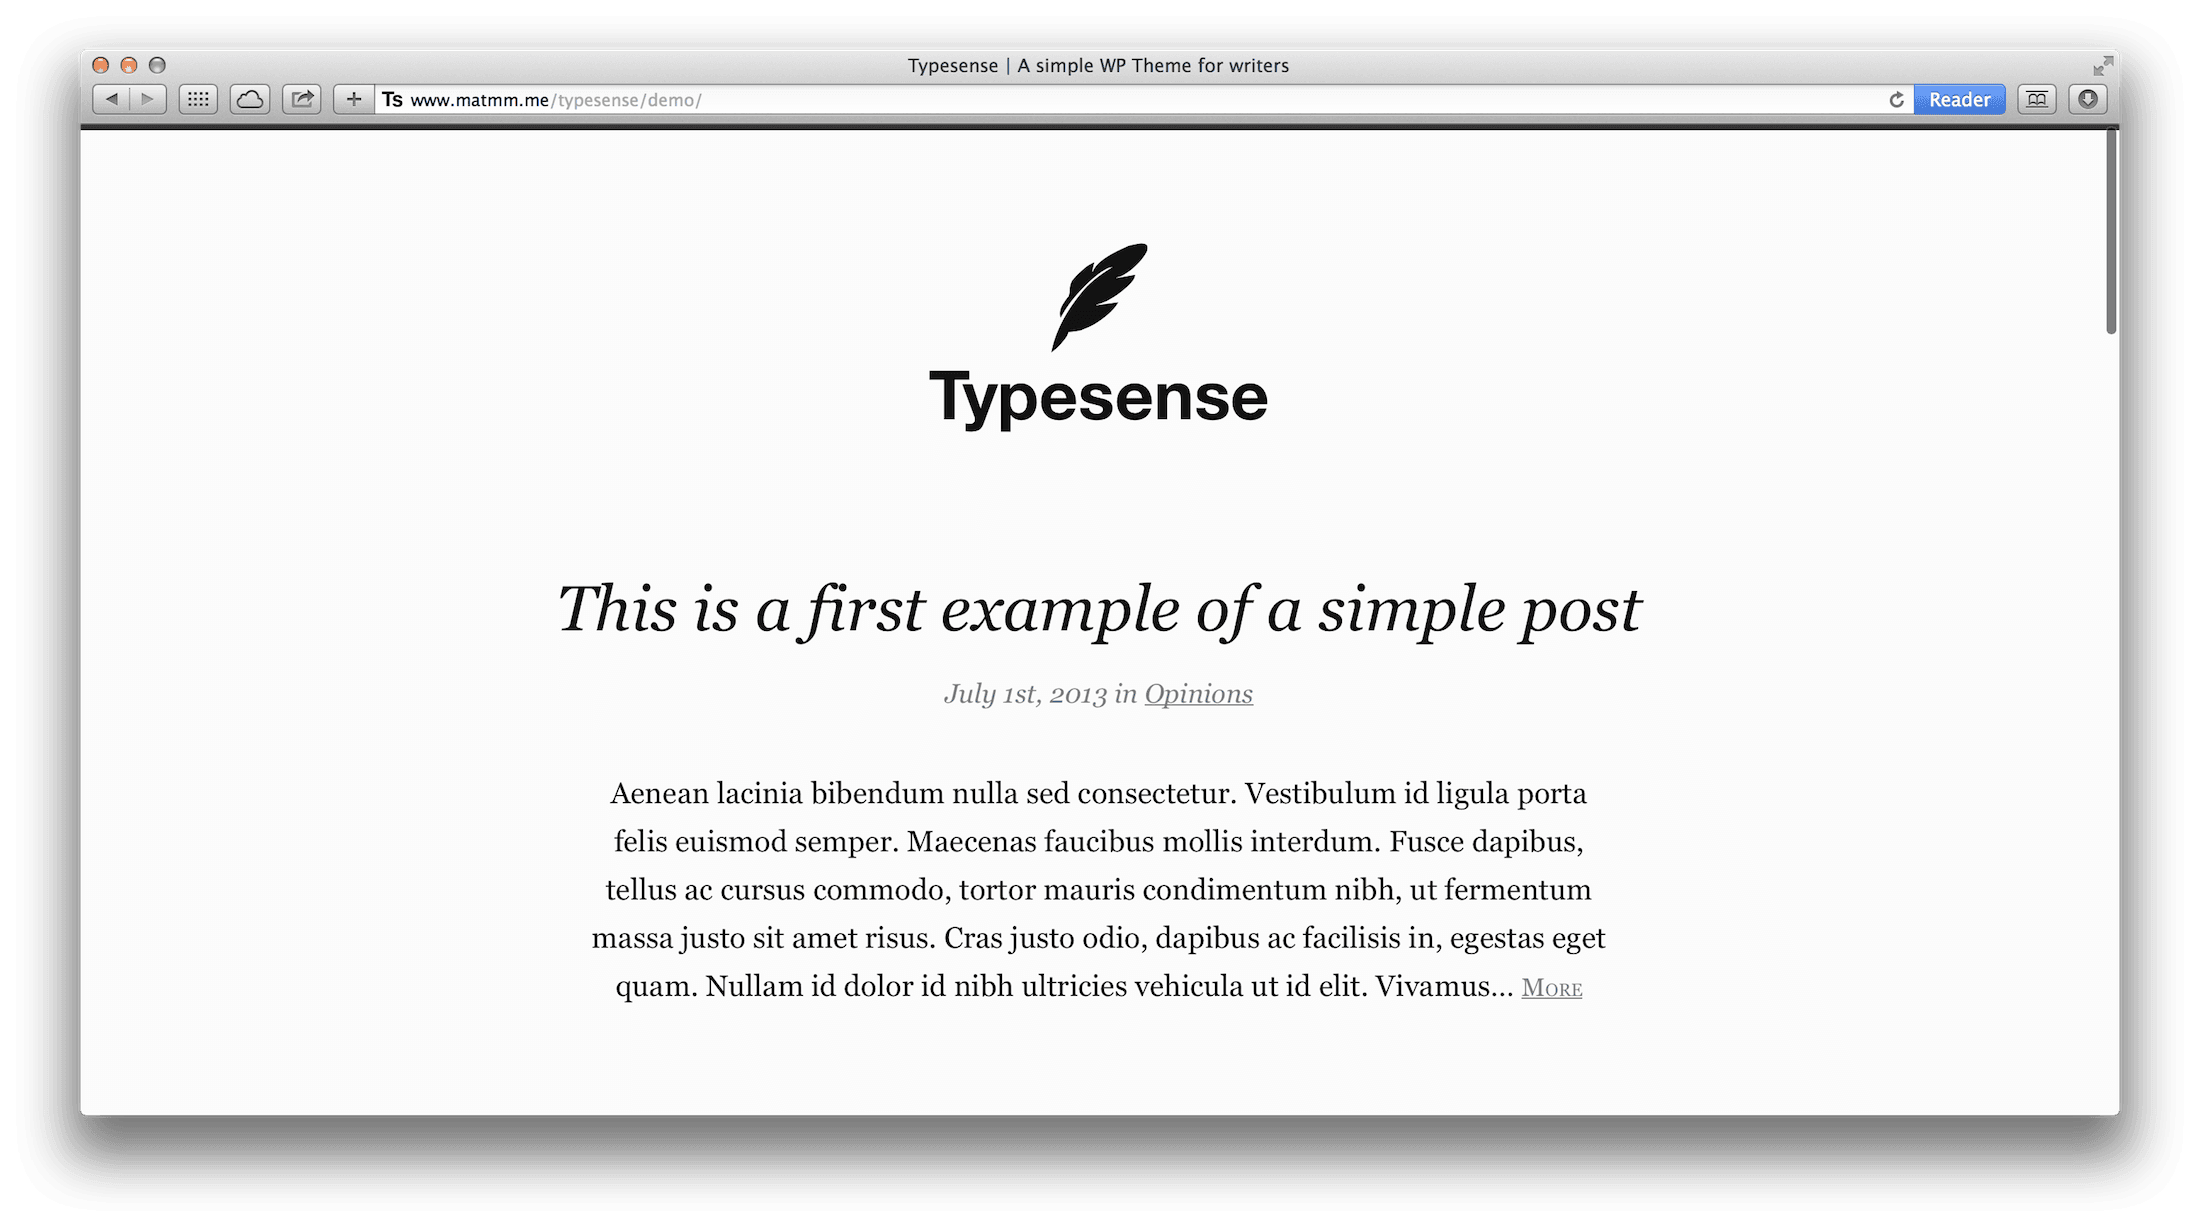 Typesense | A simple WP Theme for writers
Ts www.matmm.me/typesense/demo/ Reader
Typesense
This is a first example of a simple post
July 1st, 2013 in Opinions
Aenean lacinia bibendum nulla sed consectetur. Vestibulum id ligula porta
felis euismod semper. Maecenas faucibus mollis interdum. Fusce dapibus,
tellus ac cursus commodo, tortor mauris condimentum nibh, ut fermentum
massa justo sit amet risus. Cras justo odio, dapibus ac facilisis in, egestas eget
quam. Nullam id dolor id nibh ultricies vehicula ut id elit. Vivamus... More